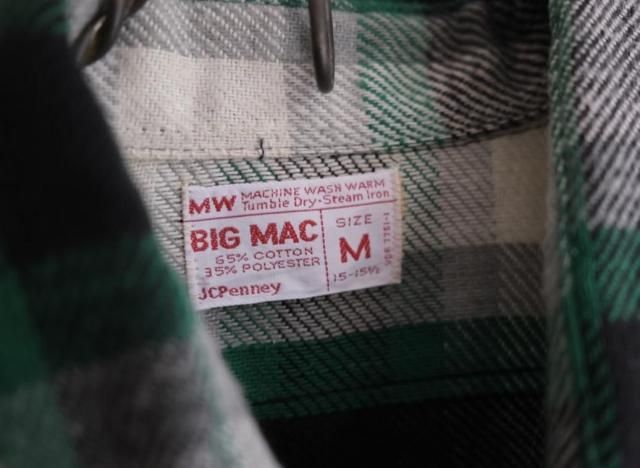 MW MACHINE WASH WARM
Tumble Dry-Steam Iron
BIG MAC
65% COTTON
35% POLYESTER
JCPenney
SIZE
M
15-15½